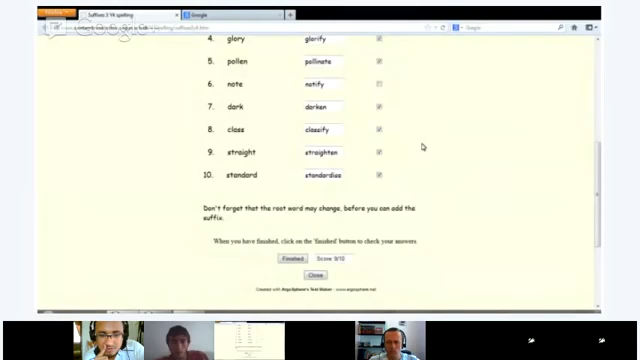 Suffixes 3 Y6 spelling
Google
Google
4. glory glorify
5. pollen pollinate
6. note notify
7. dark darken
8. class classify
9. straight straighten
10. standard standardise
Don't forget that the root word may change, before you can add the
suffix.
When you have finished, click on the 'finished' button to check your answers
Finished Score 9/10
Close